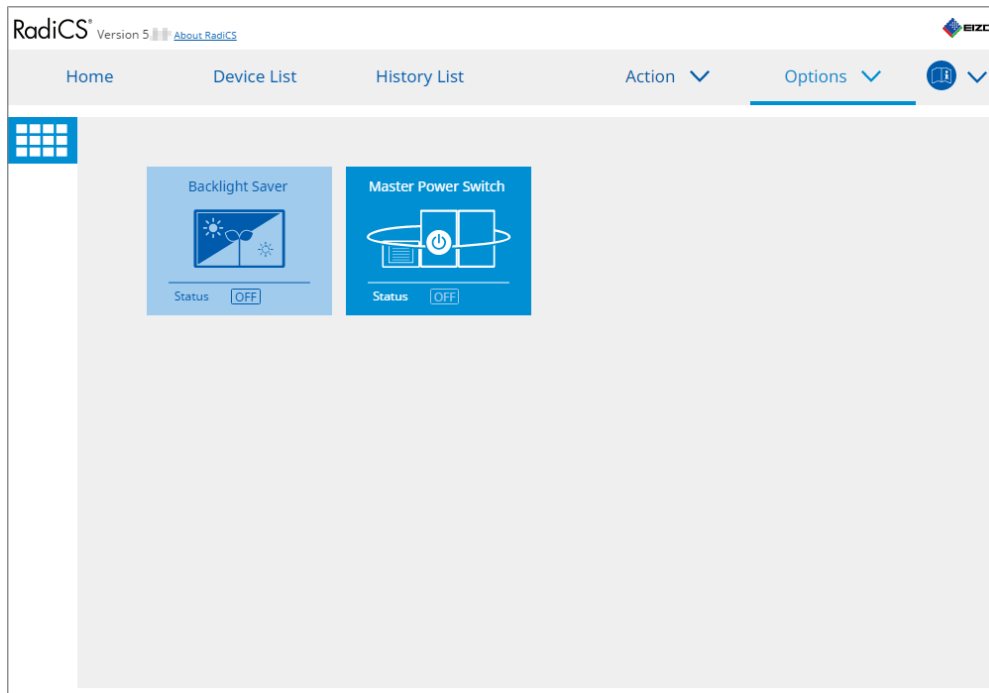 RadiCS® Version 5. About RadiCS
EIZO
Home Device List History List Action Options
Backlight Saver Master Power Switch
Status OFF Status OFF